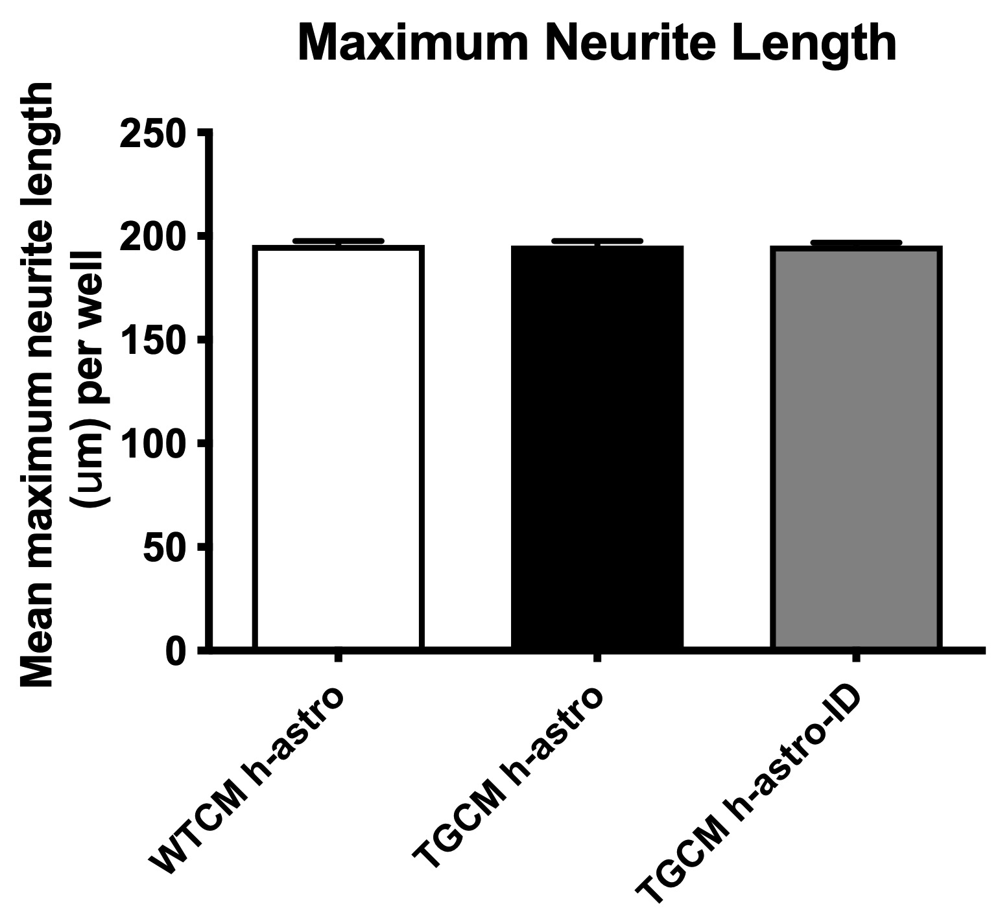 Maximum Neurite Length
Mean maximum neurite length
(um) per well
250
200
150
100
50
0
WTCM h-astro
TGCM h-astro
TGCM h-astro-ID